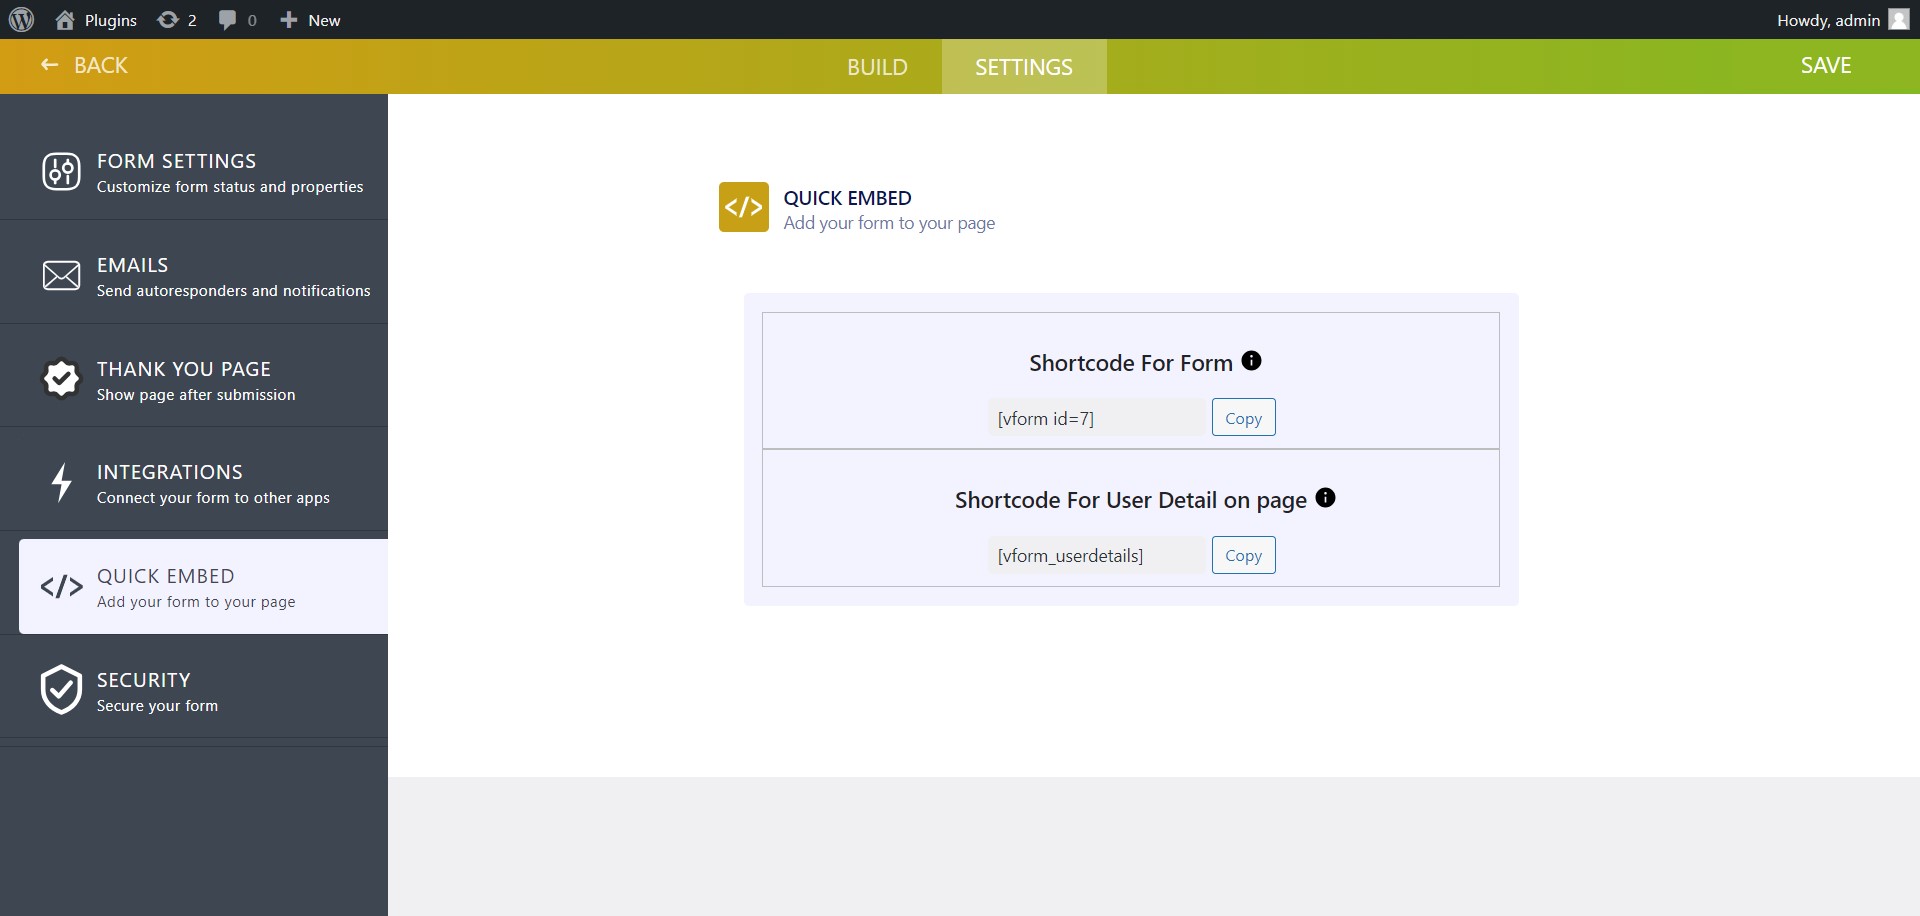 Plugins
2
0
New
Howdy, admin
BACK
BUILD
SETTINGS
SAVE
FORM SETTINGS
Customize form status and properties
EMAILS
Send autoresponders and notifications
THANK YOU PAGE
Show page after submission
INTEGRATIONS
Connect your form to other apps
QUICK EMBED
Add your form to your page
SECURITY
Secure your form
QUICK EMBED
Add your form to your page
Shortcode For Form
[vform id=7]
Copy
Shortcode For User Detail on page
[vform_userdetails]
Copy